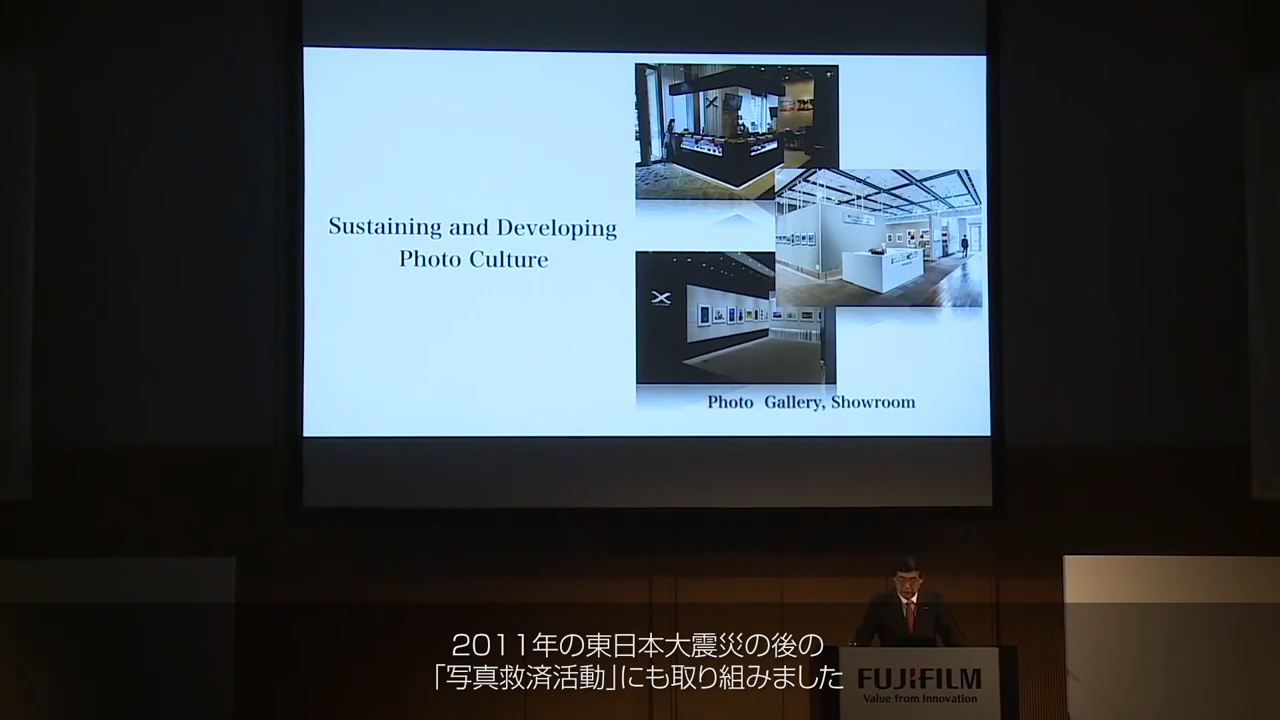 Sustaining and Developing
Photo Culture
Photo Gallery, Showroom
2011年の東日本大震災の後の
「写真救済活動」にも取り組みました
FUJIFILM
Value from Innovation